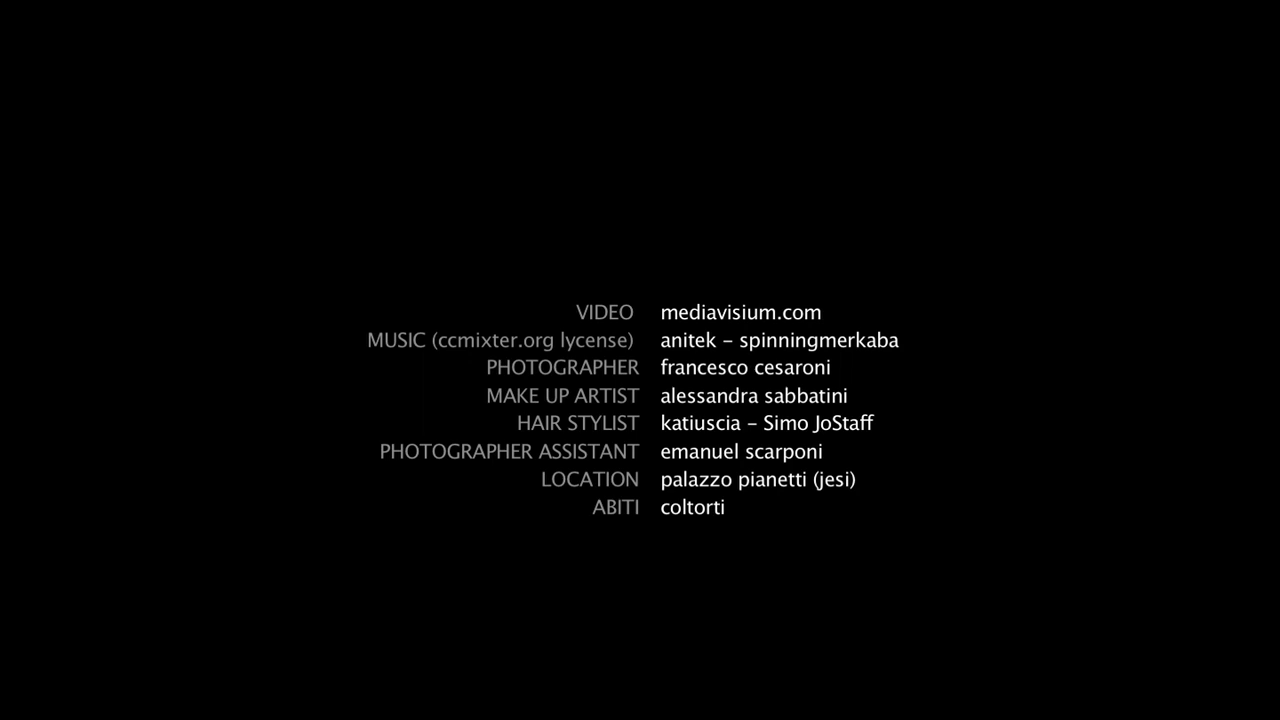 VIDEO mediavisium.com
MUSIC (ccmixter.org lycense) anitek – spinningmerkaba
PHOTOGRAPHER francesco cesaroni
MAKE UP ARTIST alessandra sabbatini
HAIR STYLIST katiuscia – Simo JoStaff
PHOTOGRAPHER ASSISTANT emanuel scarponi
LOCATION palazzo pianetti (jesi)
ABITI coltorti